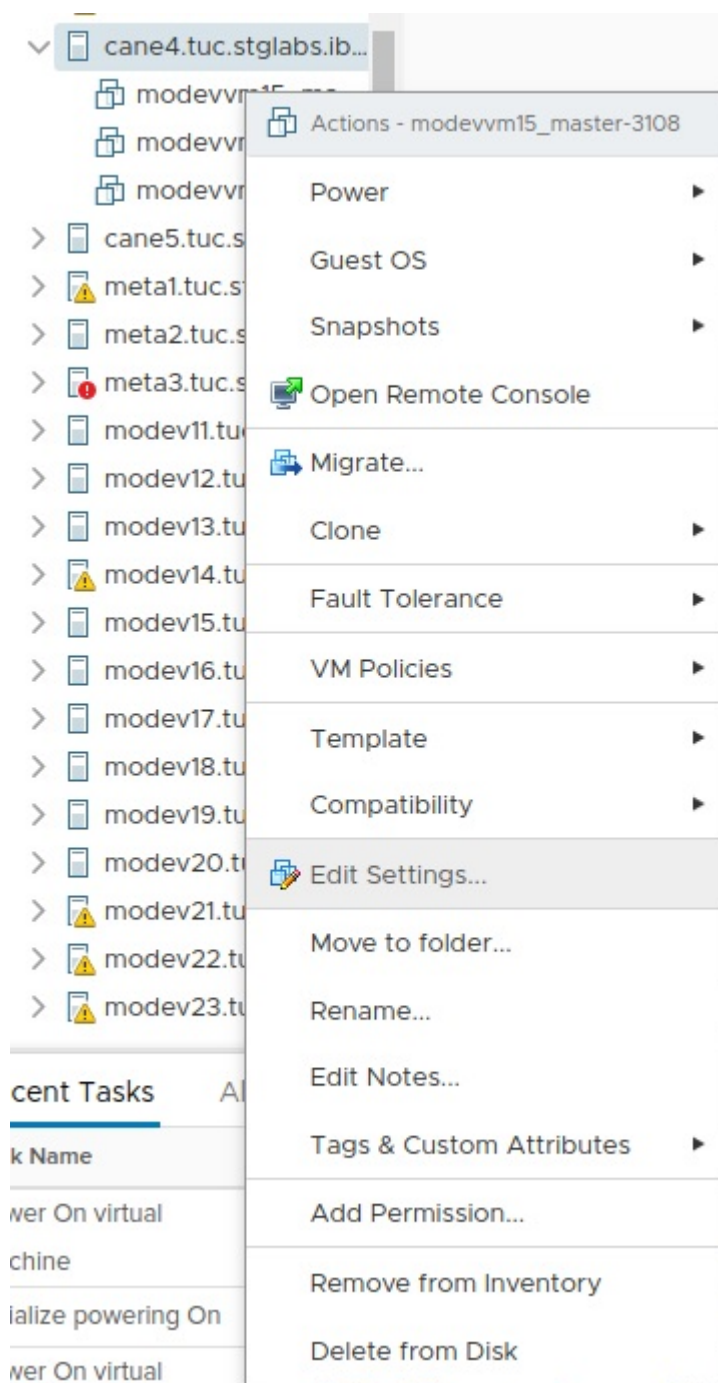 cane4.tuc.stglabs.ib...
modevvm15_ma...
modevvm
modevvm
cane5.tuc.s
meta1.tuc.s
meta2.tuc.s
meta3.tuc.s
modev11.tu
modev12.tu
modev13.tu
modev14.tu
modev15.tu
modev16.tu
modev17.tu
modev18.tu
modev19.tu
modev20.t
modev21.tu
modev22.tu
modev23.tu
Actions - modevvm15_master-3108
Power
Guest OS
Snapshots
Open Remote Console
Migrate...
Clone
Fault Tolerance
VM Policies
Template
Compatibility
Edit Settings...
Move to folder...
Rename...
Edit Notes...
Tags & Custom Attributes
Add Permission...
Remove from Inventory
Delete from Disk
cent Tasks Al
k Name
wer On virtual
chine
ialize powering On
wer On virtual